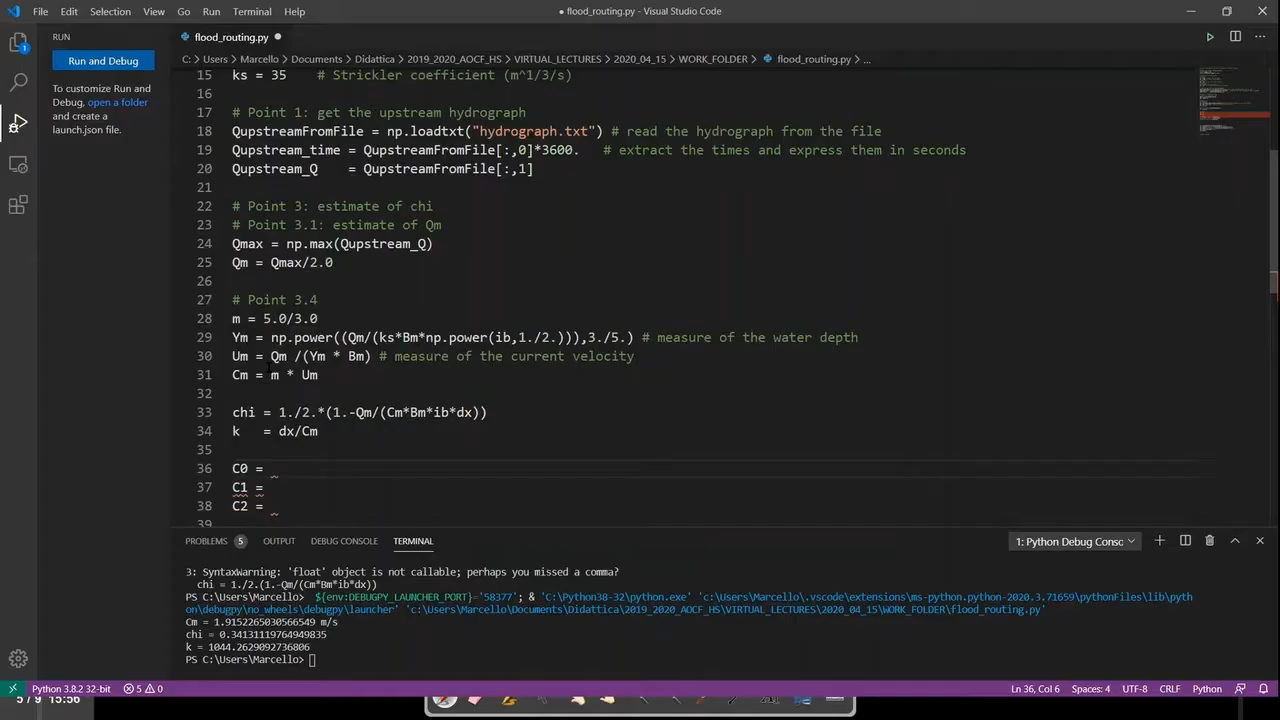 File Edit Selection View Go Run Terminal Help
● flood_routing.py - Visual Studio Code
RUN
flood_routing.py ●
Run and Debug
To customize Run and
Debug, open a folder
and create a
launch.json file.
1
C: > Users > Marcello > Documents > Didattica > 2019_2020_AOCF_HS > VIRTUAL_LECTURES > 2020_04_15 > WORK_FOLDER > flood_routing.py > ...
15 ks = 35 # Strickler coefficient (m^1/3/s)
16
17 # Point 1: get the upstream hydrograph
18 QupstreamFromFile = np.loadtxt("hydrograph.txt") # read the hydrograph from the file
19 Qupstream_time = QupstreamFromFile[:,0]*3600. # extract the times and express them in seconds
20 Qupstream_Q = QupstreamFromFile[:,1]
21
22 # Point 3: estimate of chi
23 # Point 3.1: estimate of Qm
24 Qmax = np.max(Qupstream_Q)
25 Qm = Qmax/2.0
26
27 # Point 3.4
28 m = 5.0/3.0
29 Ym = np.power((Qm/(ks*Bm*np.power(ib,1./2.))),3./5.) # measure of the water depth
30 Um = Qm /(Ym * Bm) # measure of the current velocity
31 Cm = m * Um
32
33 chi = 1./2.*(1.-Qm/(Cm*Bm*ib*dx))
34 k = dx/Cm
35
36 C0 =
37 C1 =
38 C2 =
39
PROBLEMS 5 OUTPUT DEBUG CONSOLE TERMINAL
1: Python Debug Consc
3: SyntaxWarning: 'float' object is not callable; perhaps you missed a comma?
chi = 1./2.(1.-Qm/(Cm*Bm*ib*dx))
PS C:\Users\Marcello> ${env:DEBUGPY_LAUNCHER_PORT}='58377'; & 'C:\Python38-32\python.exe' 'c:\Users\Marcello\.vscode\extensions\ms-python.python-2020.3.71659\pythonFiles\lib\pyth
on\debugpy\no_wheels\debugpy\launcher' 'c:\Users\Marcello\Documents\Didattica\2019_2020_AOCF_HS\VIRTUAL_LECTURES\2020_04_15\WORK_FOLDER\flood_routing.py'
Cm = 1.9152265030566549 m/s
chi = 0.34131119764949835
k = 1044.2629092736806
PS C:\Users\Marcello>
Python 3.8.2 32-bit 5 0 Ln 36, Col 6 Spaces: 4 UTF-8 CRLF Python
5 / 9 15:56